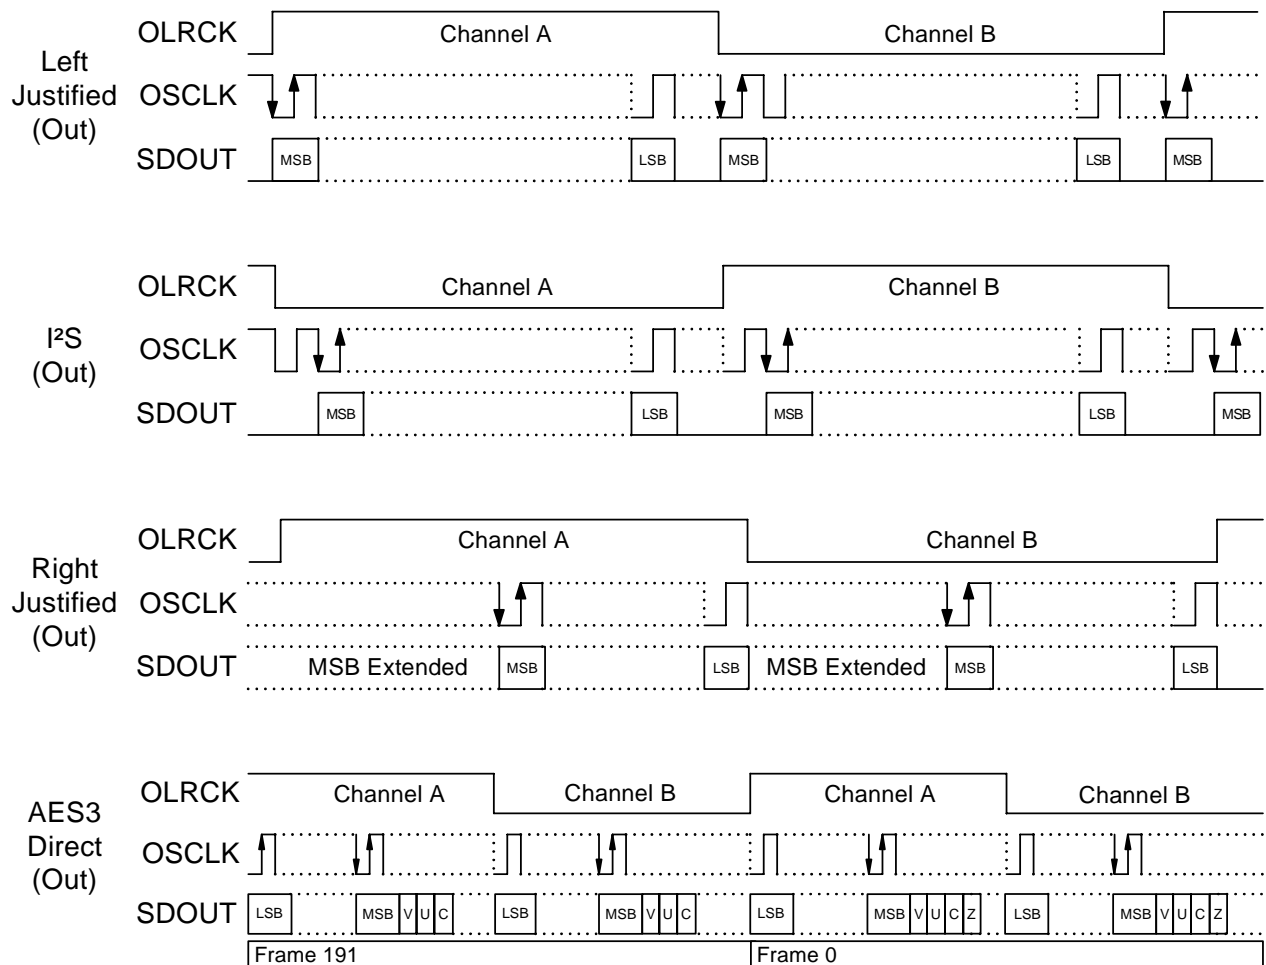 OLRCK Channel A Channel B
Left Justified (Out)
OSCLK
SDOUT MSB LSB MSB LSB MSB
OLRCK Channel A Channel B
I²S (Out)
OSCLK
SDOUT MSB LSB MSB LSB MSB
OLRCK Channel A Channel B
Right Justified (Out)
OSCLK
SDOUT MSB Extended MSB LSB MSB Extended MSB LSB
OLRCK Channel A Channel B Channel A Channel B
AES3 Direct (Out)
OSCLK
SDOUT LSB MSB V U C LSB MSB V U C LSB MSB V U C Z LSB MSB V U C Z
Frame 191 Frame 0